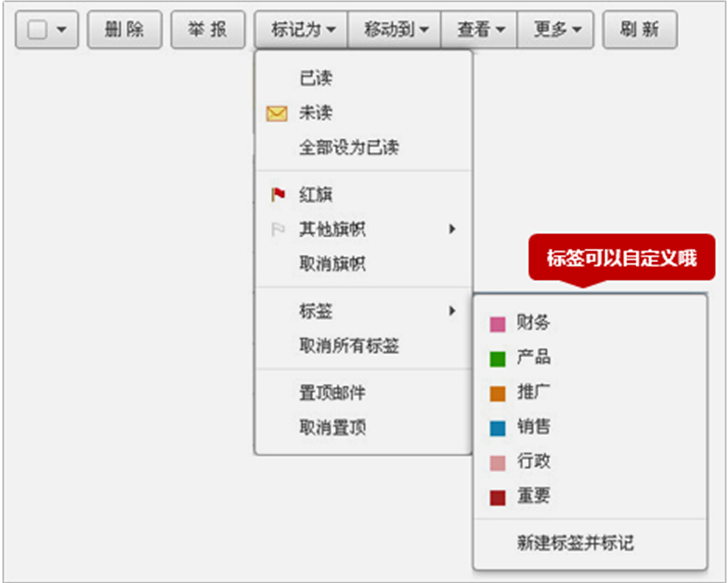 删 除 举 报 标记为 移动到 查看 更多 刷 新
已读
未读
全部设为已读
红旗
其他旗帜
取消旗帜
标签可以自定义哦
标签
取消所有标签
置顶邮件
取消置顶
财务
产品
推广
销售
行政
重要
新建标签并标记